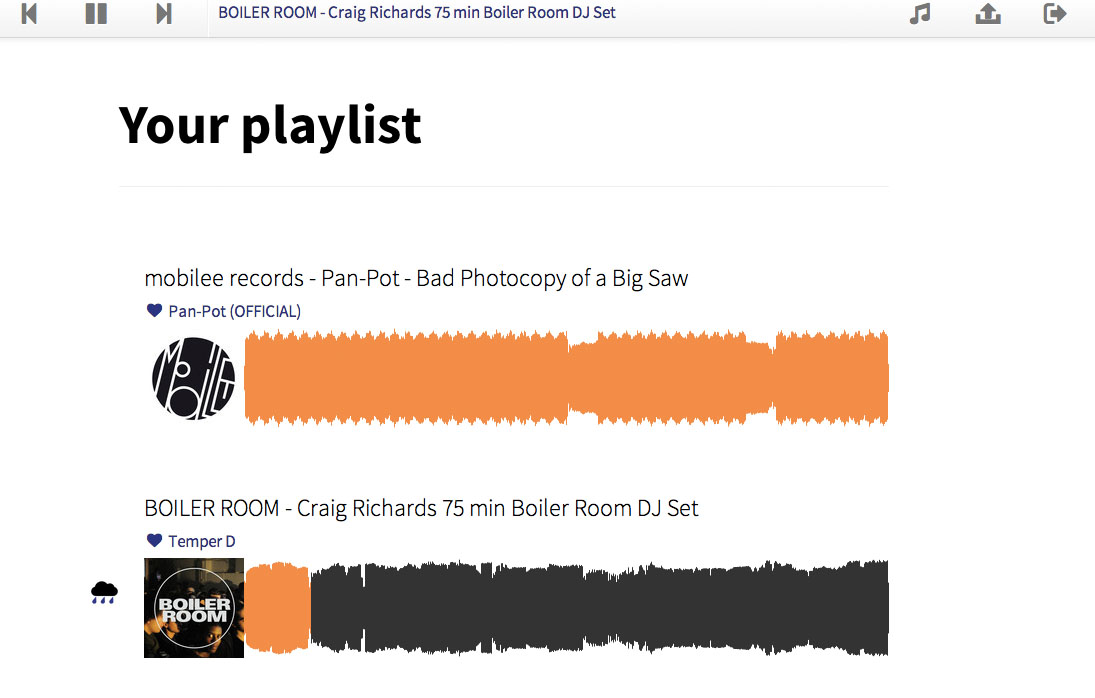 BOILER ROOM - Craig Richards 75 min Boiler Room DJ Set
Your playlist
mobilee records - Pan-Pot - Bad Photocopy of a Big Saw
Pan-Pot (OFFICIAL)
MOBILEE
BOILER ROOM - Craig Richards 75 min Boiler Room DJ Set
Temper D
BOILER
ROOM